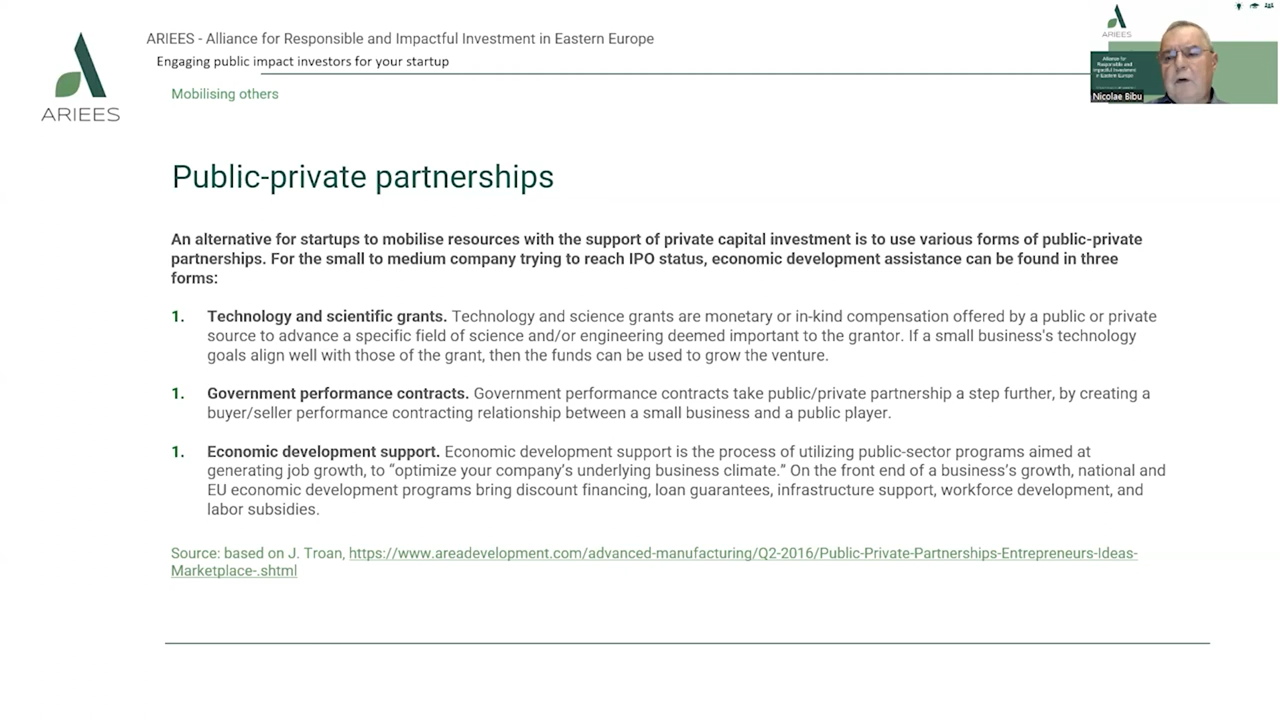 ARIEES - Alliance for Responsible and Impactful Investment in Eastern Europe
Engaging public impact investors for your startup
Mobilising others
ARIEES
ARIEES
Alliance for
Responsible and
Impactful Investment
in Eastern Europe
Nicolae Bibu
Public-private partnerships
An alternative for startups to mobilise resources with the support of private capital investment is to use various forms of public-private
partnerships. For the small to medium company trying to reach IPO status, economic development assistance can be found in three
forms:
1. Technology and scientific grants. Technology and science grants are monetary or in-kind compensation offered by a public or private
source to advance a specific field of science and/or engineering deemed important to the grantor. If a small business's technology
goals align well with those of the grant, then the funds can be used to grow the venture.
1. Government performance contracts. Government performance contracts take public/private partnership a step further, by creating a
buyer/seller performance contracting relationship between a small business and a public player.
1. Economic development support. Economic development support is the process of utilizing public-sector programs aimed at
generating job growth, to “optimize your company’s underlying business climate.” On the front end of a business’s growth, national and
EU economic development programs bring discount financing, loan guarantees, infrastructure support, workforce development, and
labor subsidies.
Source: based on J. Troan, https://www.areadevelopment.com/advanced-manufacturing/Q2-2016/Public-Private-Partnerships-Entrepreneurs-Ideas-
Marketplace-.shtml